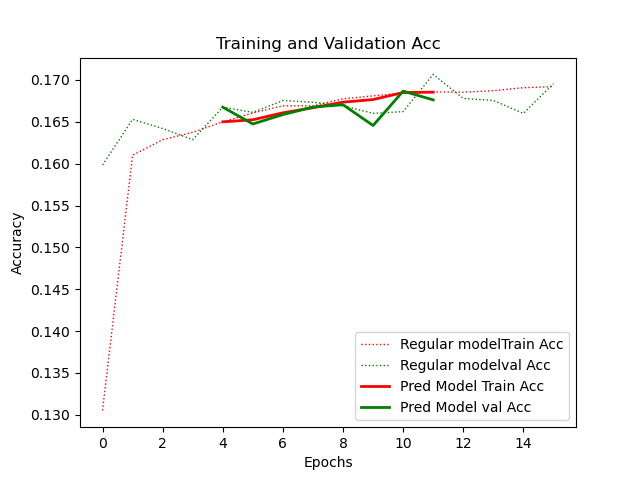 Training and Validation Acc
0.170
0.165
0.160
0.155
0.150
0.145
0.140
0.135
0.130
Accuracy
Regular modelTrain Acc
Regular modelval Acc
Pred Model Train Acc
Pred Model val Acc
0 2 4 6 8 10 12 14
Epochs